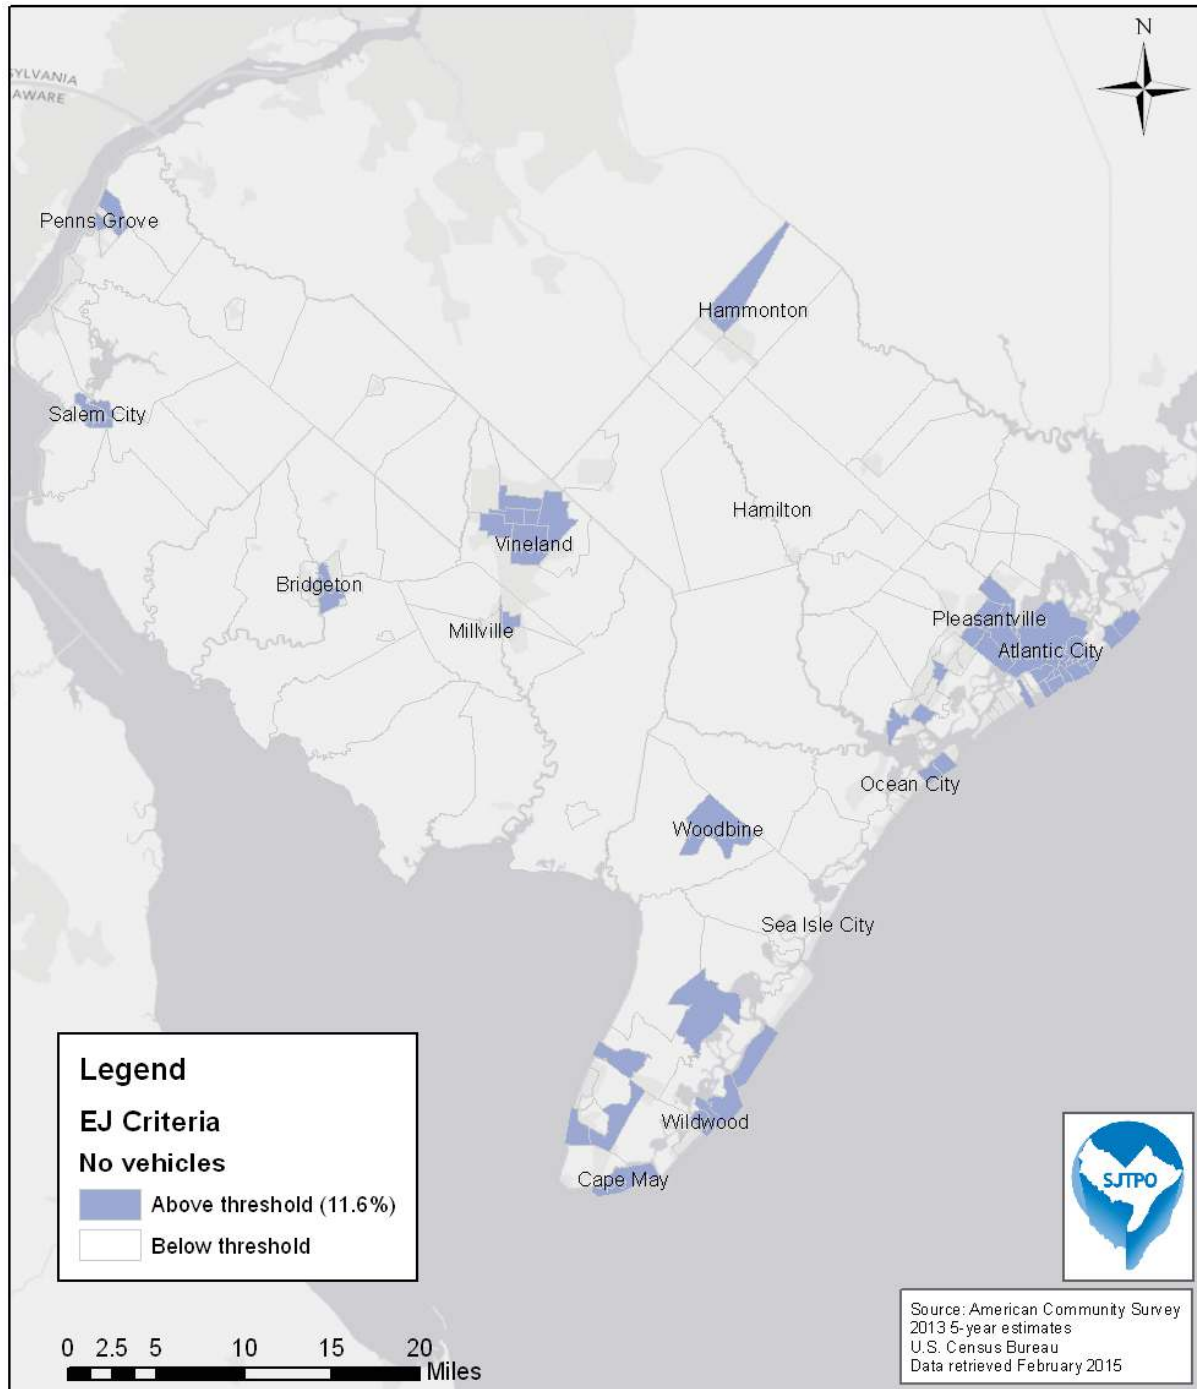 N
SYLVANIA
AWARE
Penns Grove
Hammonton
Salem City
Hamilton
Vineland
Bridgeton
Millville
Pleasantville
Atlantic City
Ocean City
Woodbine
Sea Isle City
Wildwood
Cape May
Legend
EJ Criteria
No vehicles
Above threshold (11.6%)
Below threshold
SJTPO
Source: American Community Survey
2013 5-year estimates
U.S. Census Bureau
Data retrieved February 2015
0 2.5 5 10 15 20
Miles